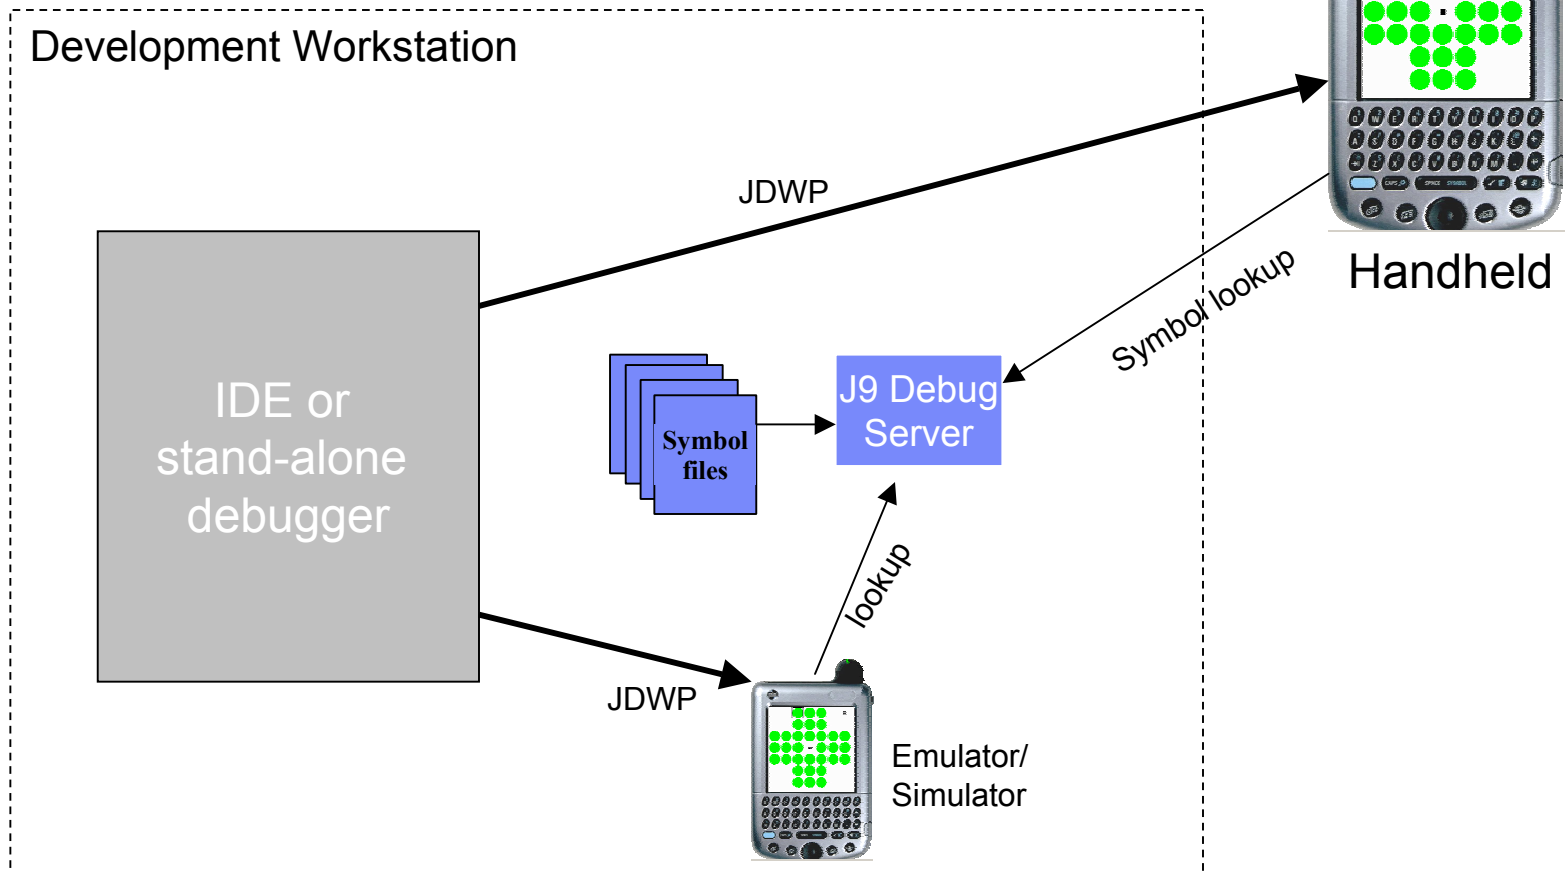 Development Workstation
JDWP
Handheld
Symbol lookup
IDE or
stand-alone
debugger
J9 Debug
Server
Symbol
files
lookup
JDWP
Emulator/
Simulator